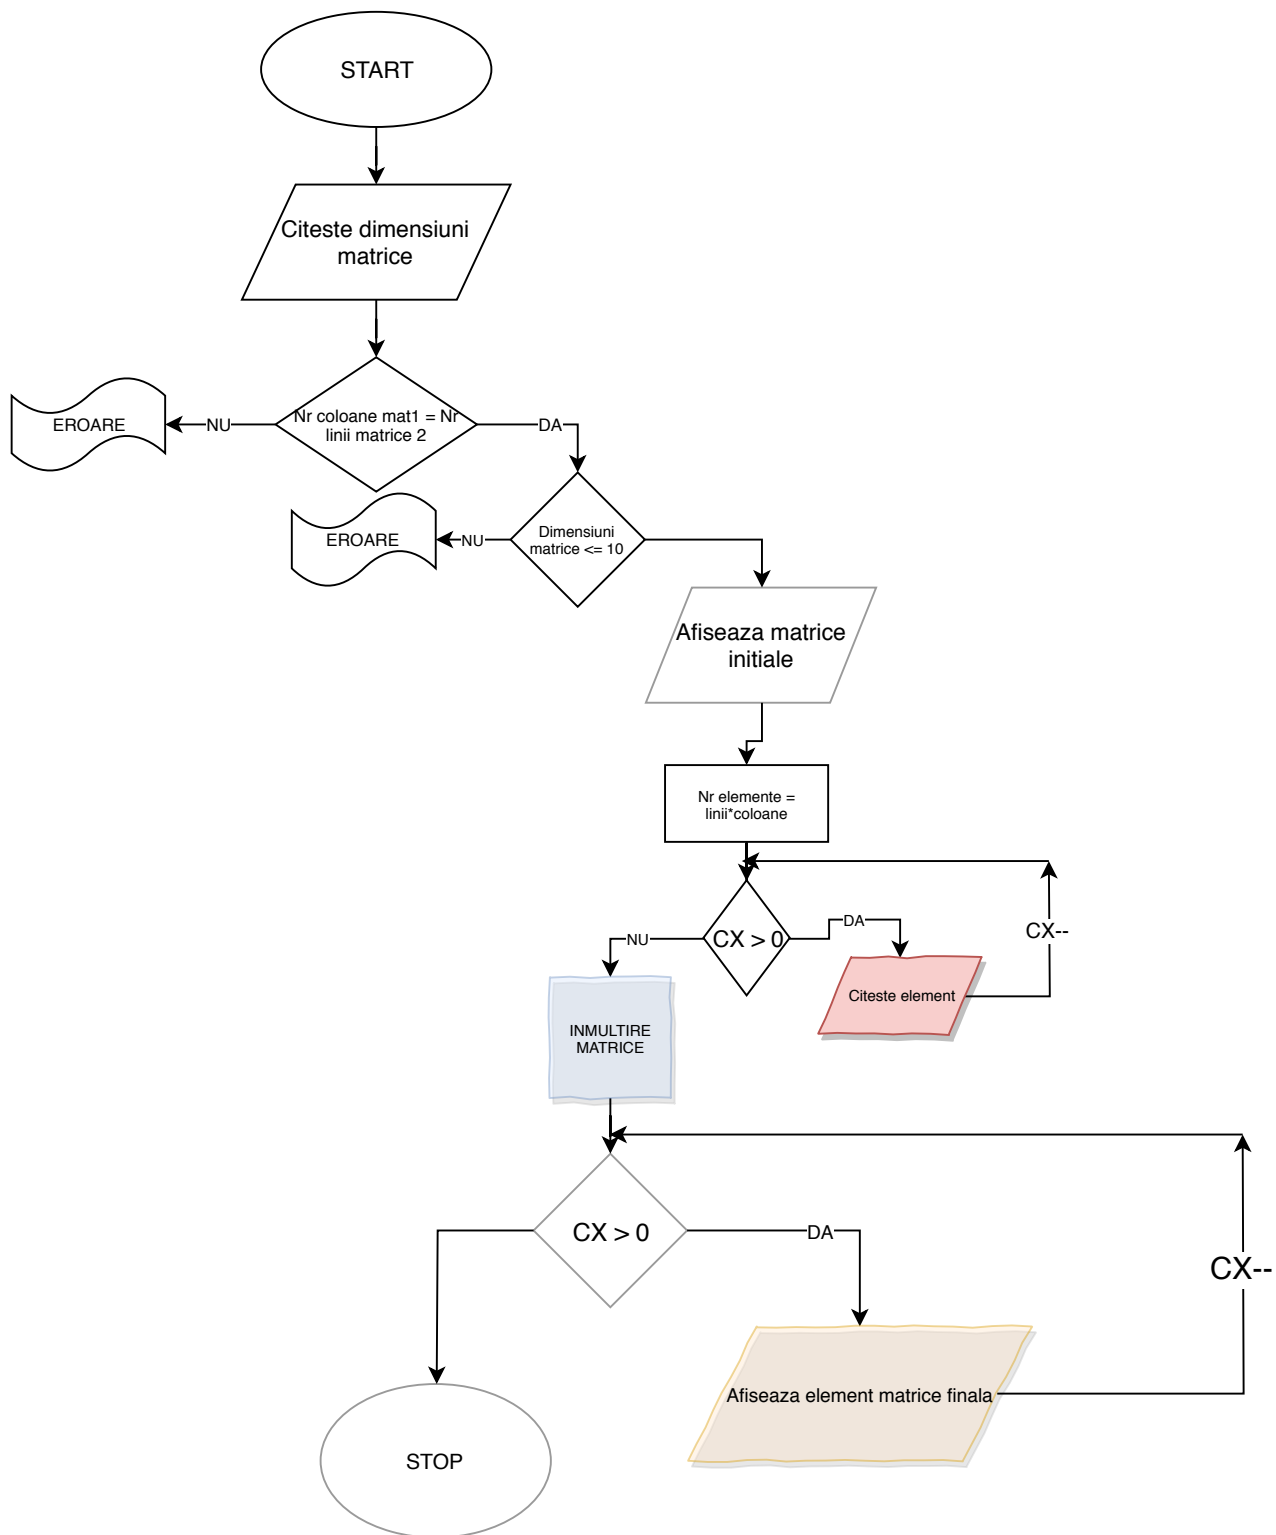 START
Citeste dimensiuni
matrice
Nr coloane mat1 = Nr
linii matrice 2
NU
EROARE
DA
Dimensiuni
matrice <= 10
NU
EROARE
Afiseaza matrice
initiale
Nr elemente =
linii*coloane
CX > 0
NU
DA
CX--
Citeste element
INMULTIRE
MATRICE
CX > 0
DA
CX--
Afiseaza element matrice finala
STOP